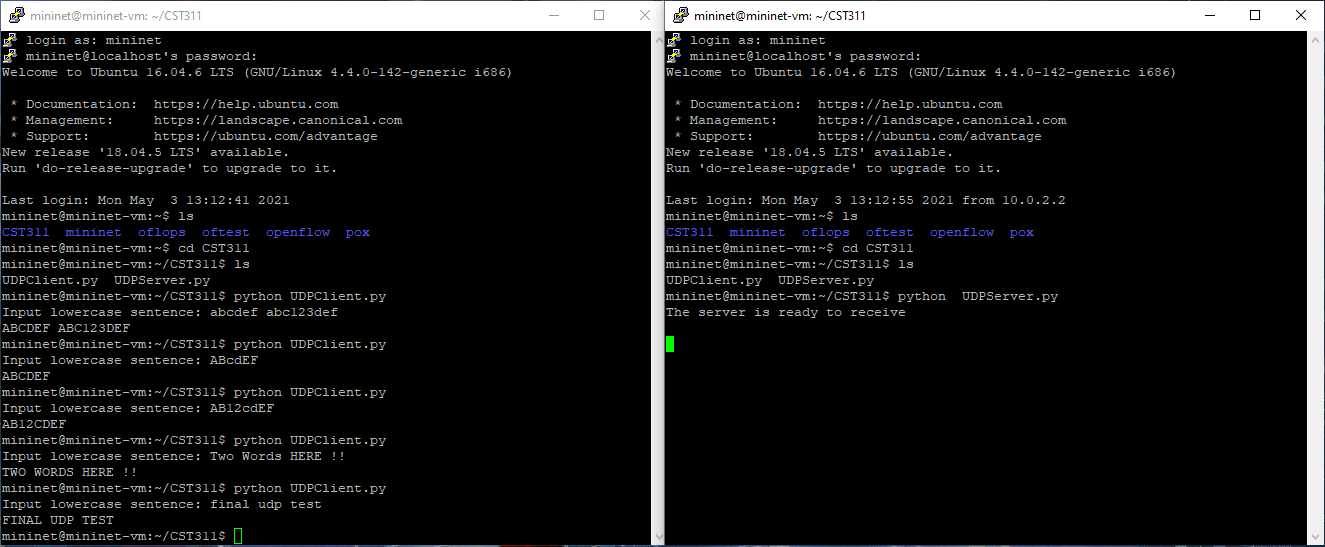 mininet@mininet-vm: ~/CST311
login as: mininet
mininet@localhost's password:
Welcome to Ubuntu 16.04.6 LTS (GNU/Linux 4.4.0-142-generic i686)
 * Documentation:  https://help.ubuntu.com
 * Management:     https://landscape.canonical.com
 * Support:        https://ubuntu.com/advantage
New release '18.04.5 LTS' available.
Run 'do-release-upgrade' to upgrade to it.
Last login: Mon May  3 13:12:41 2021
mininet@mininet-vm:~$ ls
CST311  mininet  oflops  oftest  openflow  pox
mininet@mininet-vm:~$ cd CST311
mininet@mininet-vm:~/CST311$ ls
UDPClient.py  UDPServer.py
mininet@mininet-vm:~/CST311$ python UDPClient.py
Input lowercase sentence: abcdef abc123def
ABCDEF ABC123DEF
mininet@mininet-vm:~/CST311$ python UDPClient.py
Input lowercase sentence: ABcdEF
ABCDEF
mininet@mininet-vm:~/CST311$ python UDPClient.py
Input lowercase sentence: AB12cdEF
AB12CDEF
mininet@mininet-vm:~/CST311$ python UDPClient.py
Input lowercase sentence: Two Words HERE !!
TWO WORDS HERE !!
mininet@mininet-vm:~/CST311$ python UDPClient.py
Input lowercase sentence: final udp test
FINAL UDP TEST
mininet@mininet-vm:~/CST311$
mininet@mininet-vm: ~/CST311
login as: mininet
mininet@localhost's password:
Welcome to Ubuntu 16.04.6 LTS (GNU/Linux 4.4.0-142-generic i686)
 * Documentation:  https://help.ubuntu.com
 * Management:     https://landscape.canonical.com
 * Support:        https://ubuntu.com/advantage
New release '18.04.5 LTS' available.
Run 'do-release-upgrade' to upgrade to it.
Last login: Mon May  3 13:12:55 2021 from 10.0.2.2
mininet@mininet-vm:~$ ls
CST311  mininet  oflops  oftest  openflow  pox
mininet@mininet-vm:~$ cd CST311
mininet@mininet-vm:~/CST311$ ls
UDPClient.py  UDPServer.py
mininet@mininet-vm:~/CST311$ python  UDPServer.py
The server is ready to receive